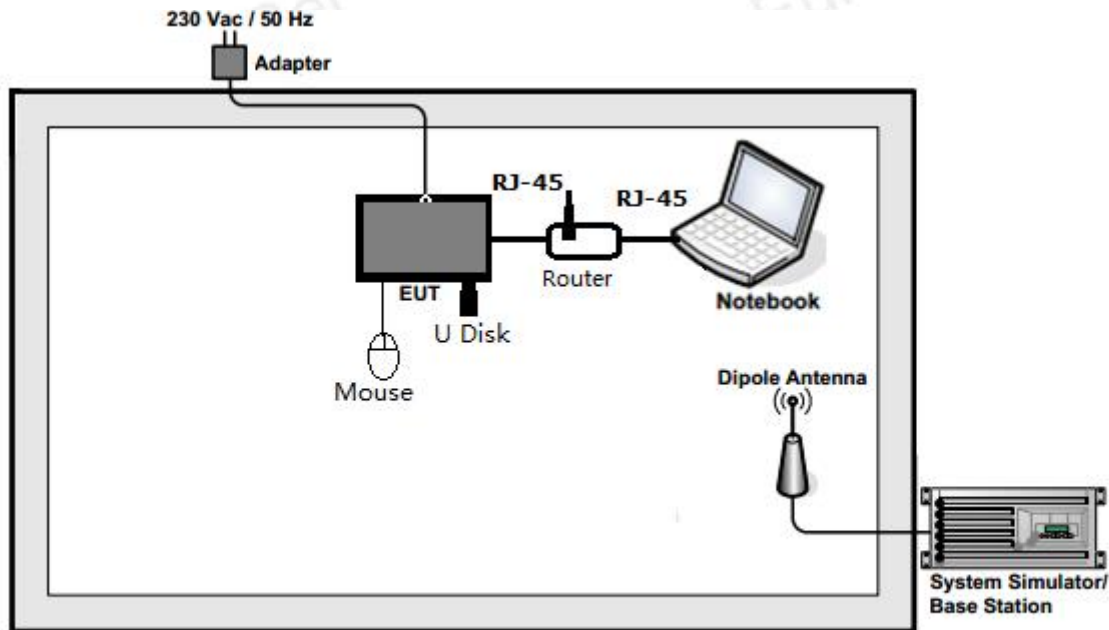 230 Vac / 50 Hz
Adapter
RJ-45
RJ-45
Router
EUT
Notebook
U Disk
Mouse
Dipole Antenna
System Simulator/
Base Station